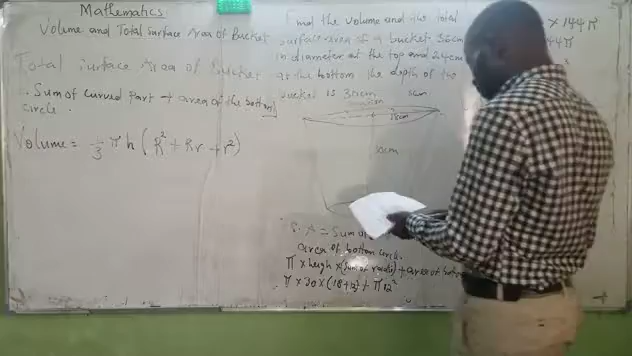 Mathematics
Volume and Total surface Area of Bucket
Total surface Area of Bucket
. Sum of curved Part + area of the bottom
circle.
Volume = 1/3 π h ( R² + Rr + r² )
Find the volume and the total
surface area of a bucket 36cm
in diameter at the top and 24cm
at the bottom the depth of the
bucket is 30cm
18cm
30cm
S. A = Sum
area of bottom circle.
π x heigh x (sum of radii) + area of bottom
π x 30 x (18+12) + π12²
x 144π
44π